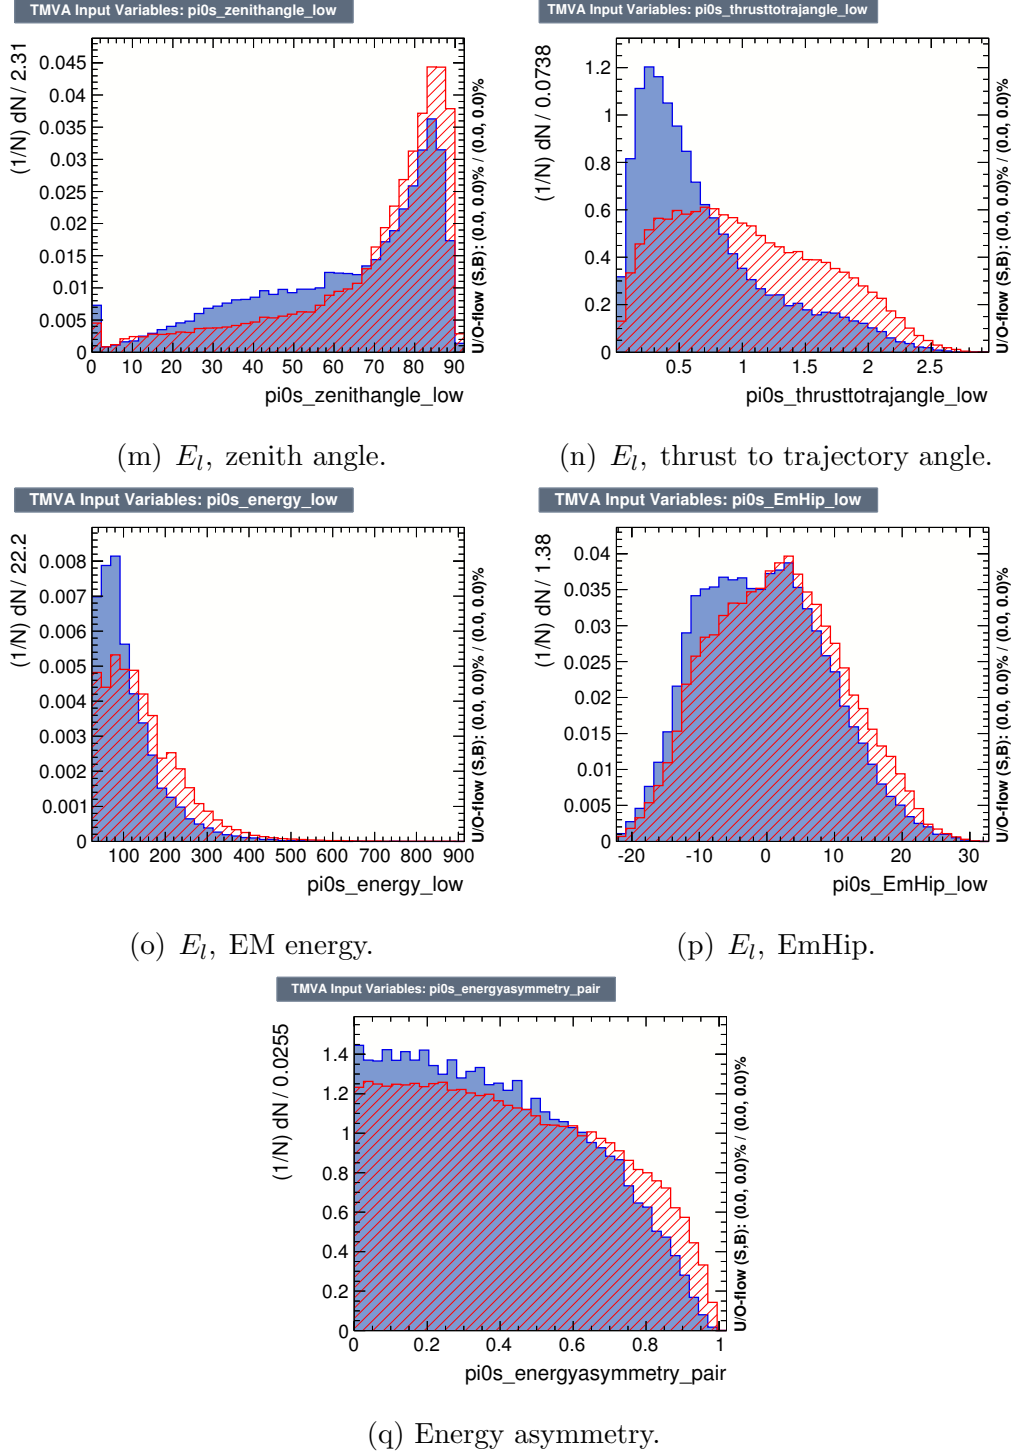 TMVA Input Variables: pi0s_zenithangle_low
(1/N) dN / 2.31
0.045
0.04
0.035
0.03
0.025
0.02
0.015
0.01
0.005
0
0 10 20 30 40 50 60 70 80 90
pi0s_zenithangle_low
U/O-flow (S,B): (0.0, 0.0)% / (0.0, 0.0)%
(m) E_l, zenith angle.
TMVA Input Variables: pi0s_thrusttotrajangle_low
(1/N) dN / 0.0738
1.2
1
0.8
0.6
0.4
0.2
0
0.5 1 1.5 2 2.5
pi0s_thrusttotrajangle_low
U/O-flow (S,B): (0.0, 0.0)% / (0.0, 0.0)%
(n) E_l, thrust to trajectory angle.
TMVA Input Variables: pi0s_energy_low
(1/N) dN / 22.2
0.008
0.007
0.006
0.005
0.004
0.003
0.002
0.001
0
100 200 300 400 500 600 700 800 900
pi0s_energy_low
U/O-flow (S,B): (0.0, 0.0)% / (0.0, 0.0)%
(o) E_l, EM energy.
TMVA Input Variables: pi0s_EmHip_low
(1/N) dN / 1.38
0.04
0.035
0.03
0.025
0.02
0.015
0.01
0.005
0
-20 -10 0 10 20 30
pi0s_EmHip_low
U/O-flow (S,B): (0.0, 0.0)% / (0.0, 0.0)%
(p) E_l, EmHip.
TMVA Input Variables: pi0s_energyasymmetry_pair
(1/N) dN / 0.0255
1.4
1.2
1
0.8
0.6
0.4
0.2
0
0 0.2 0.4 0.6 0.8 1
pi0s_energyasymmetry_pair
U/O-flow (S,B): (0.0, 0.0)% / (0.0, 0.0)%
(q) Energy asymmetry.